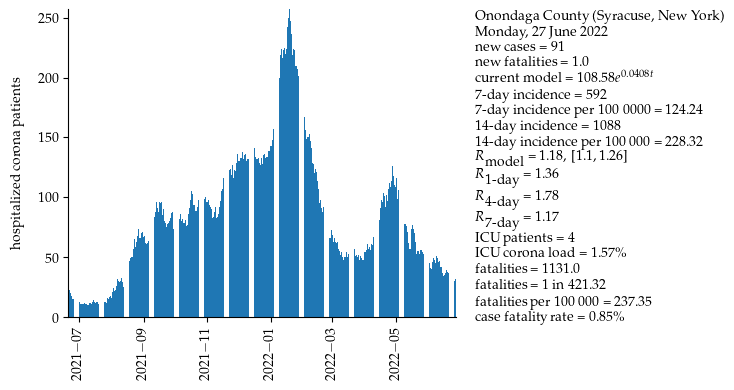 250
200
150
100
50
0
hospitalized corona patients
2021−07
2021−09
2021−11
2022−01
2022−03
2022−05
Onondaga County (Syracuse, New York)
Monday, 27 June 2022
new cases = 91
new fatalities = 1.0
current model = 108.58e^0.0408t
7-day incidence = 592
7-day incidence per 100 0000 = 124.24
14-day incidence = 1088
14-day incidence per 100 000 = 228.32
R_model = 1.18, [1.1, 1.26]
R_1-day = 1.36
R_4-day = 1.78
R_7-day = 1.17
ICU patients = 4
ICU corona load = 1.57%
fatalities = 1131.0
fatalities = 1 in 421.32
fatalities per 100 000 = 237.35
case fatality rate = 0.85%